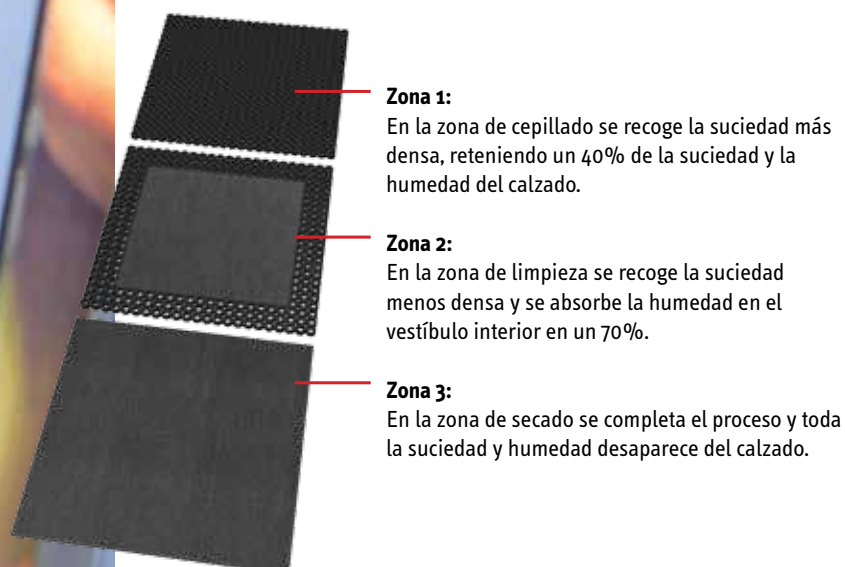 Zona 1:
En la zona de cepillado se recoge la suciedad más
densa, reteniendo un 40% de la suciedad y la
humedad del calzado.
Zona 2:
En la zona de limpieza se recoge la suciedad
menos densa y se absorbe la humedad en el
vestíbulo interior en un 70%.
Zona 3:
En la zona de secado se completa el proceso y toda
la suciedad y humedad desaparece del calzado.